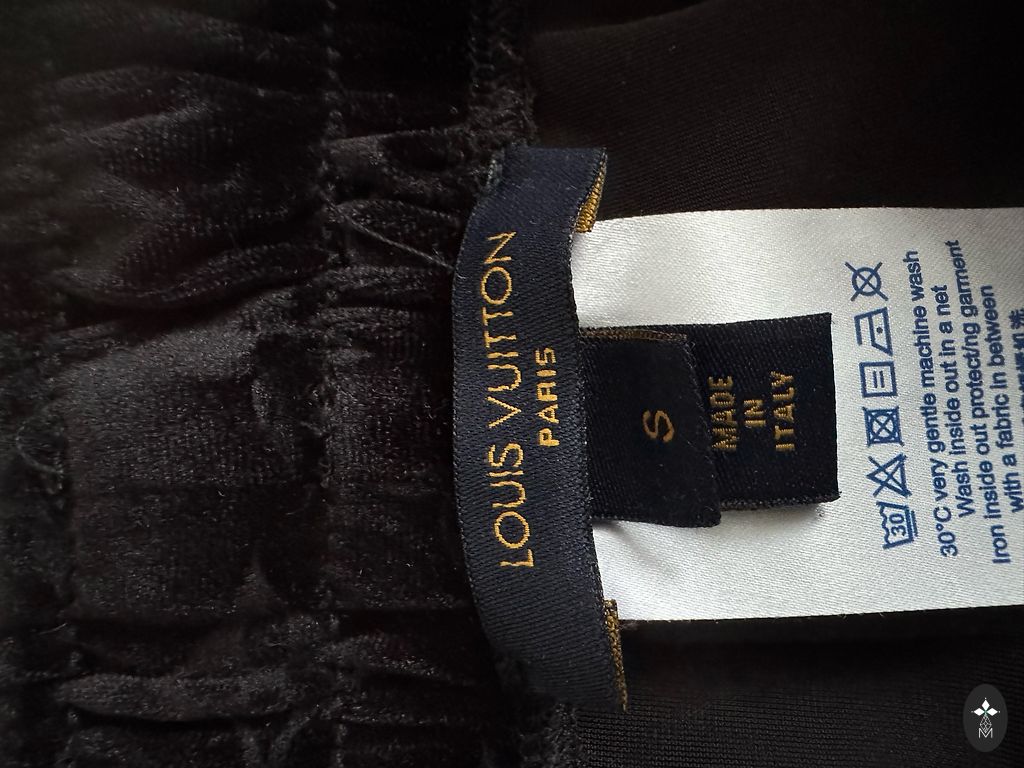 LOUIS VUITTON
PARIS
S
MADE
IN
ITALY
30
30°C very gentle machine wash
Wash inside out in a net
Iron inside out protecting garment
with a fabric in between
M